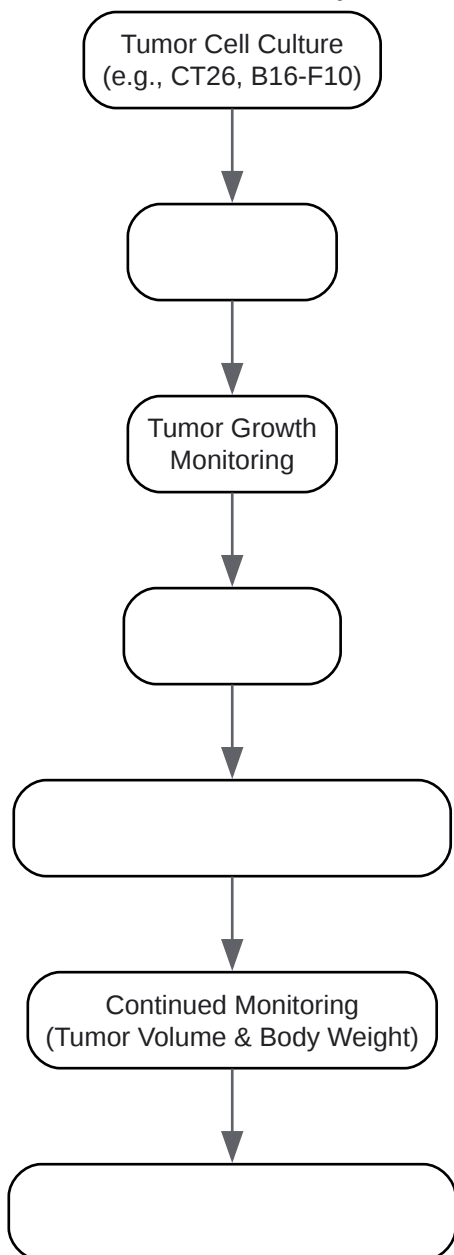 Tumor Cell Culture
(e.g., CT26, B16-F10)
Tumor Growth
Monitoring
Continued Monitoring
(Tumor Volume & Body Weight)